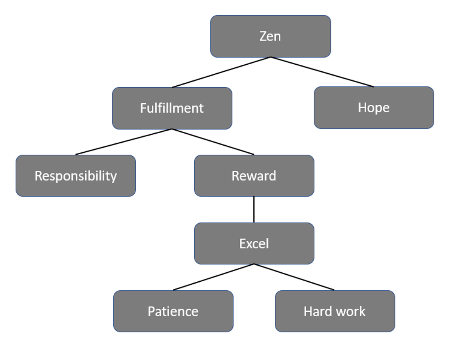 Zen
Fulfillment
Hope
Responsibility
Reward
Excel
Patience
Hard work